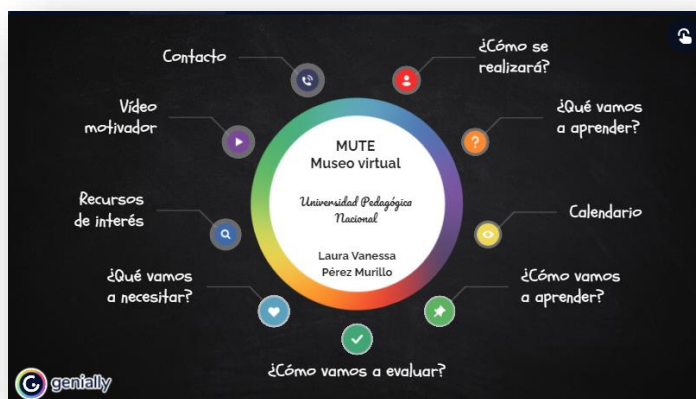 Contacto
¿Cómo se
realizará?
Vídeo
motivador
¿Qué vamos
a aprender?
MUTE
Museo virtual
Universidad Pedagógica
Nacional
Laura Vanessa
Pérez Murillo
Recursos
de interés
Calendario
¿Qué vamos
a necesitar?
¿Cómo vamos
a aprender?
¿Cómo vamos a evaluar?
genially